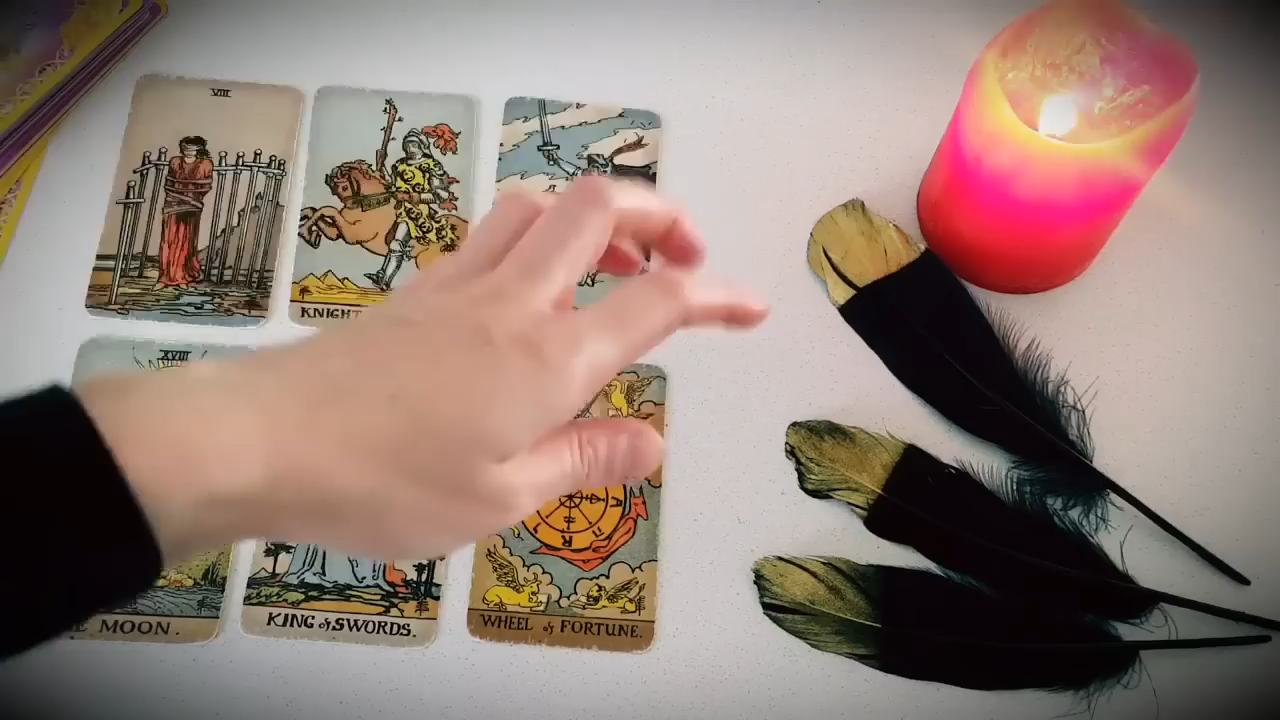 VIII
KNIGHT
XVIII
MOON.
KING of SWORDS.
WHEEL of FORTUNE.